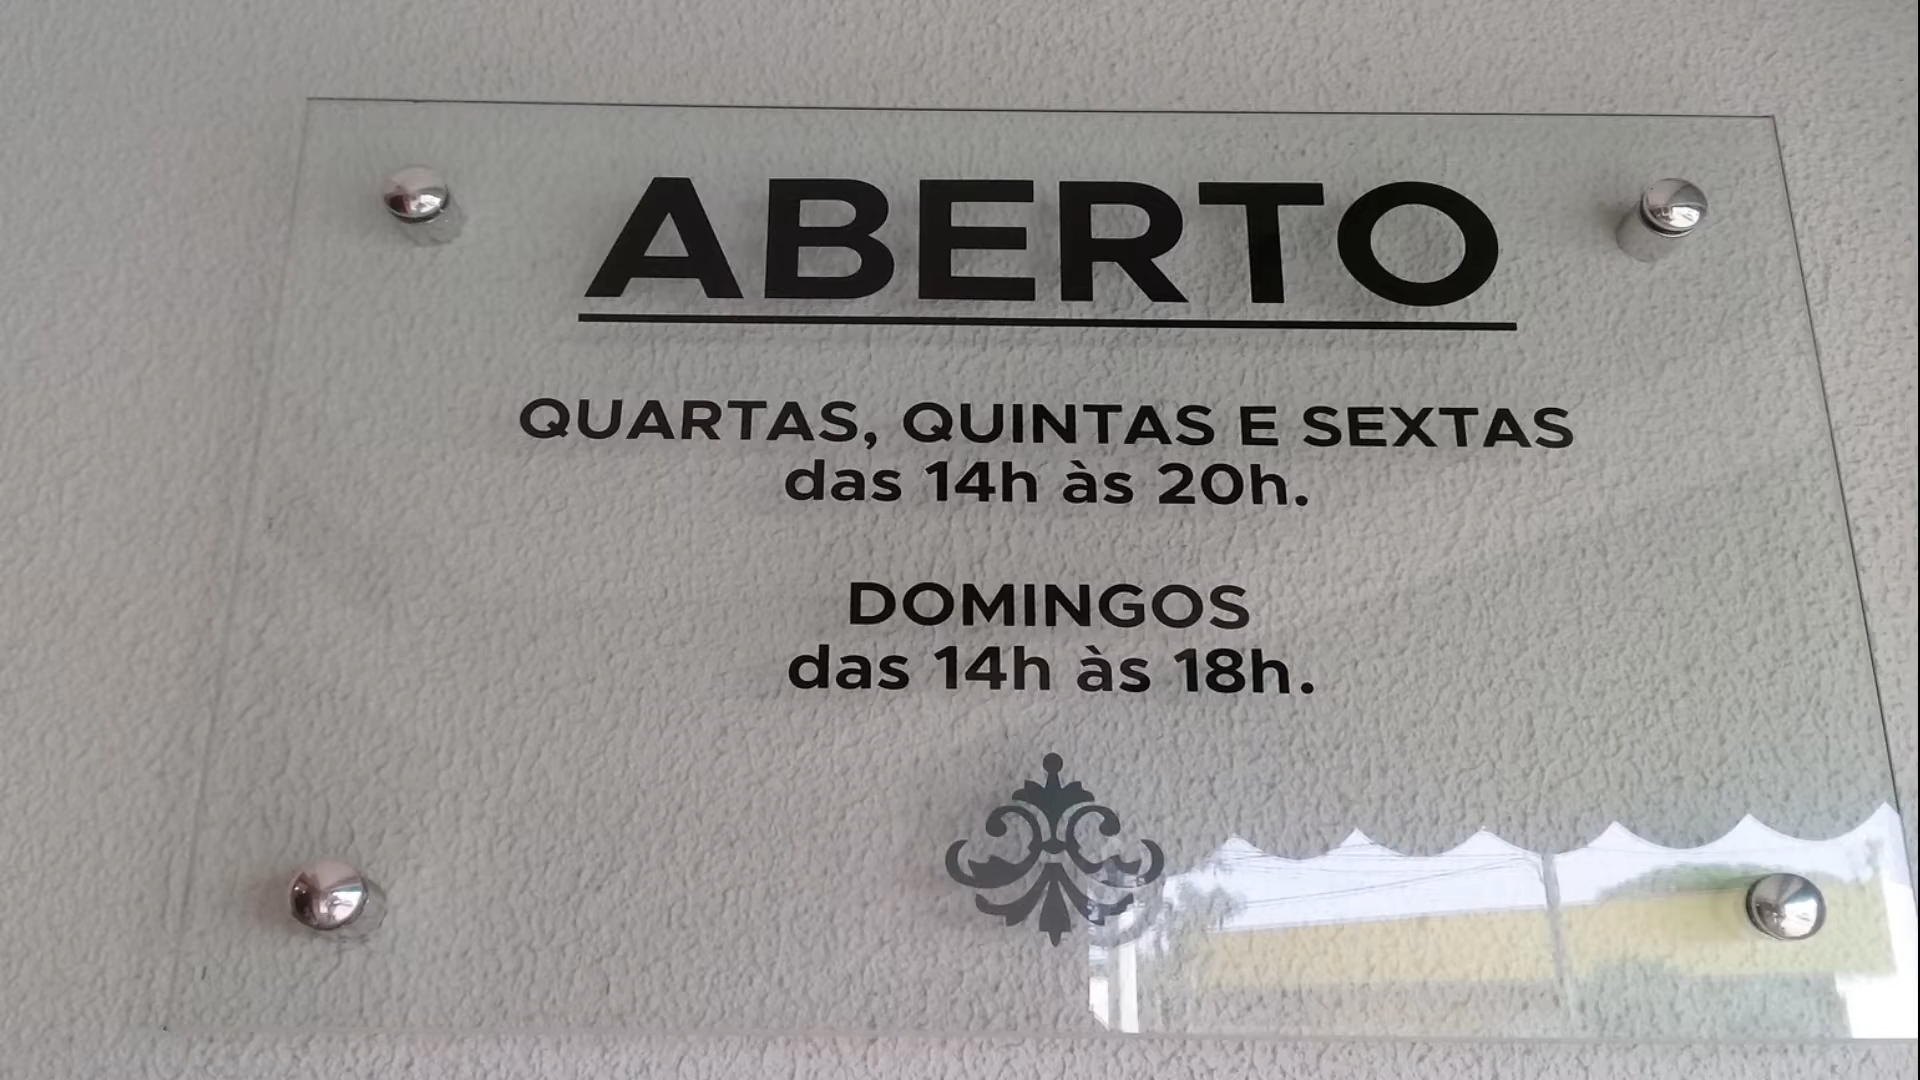 ABERTO
QUARTAS, QUINTAS E SEXTAS
das 14h às 20h.
DOMINGOS
das 14h às 18h.